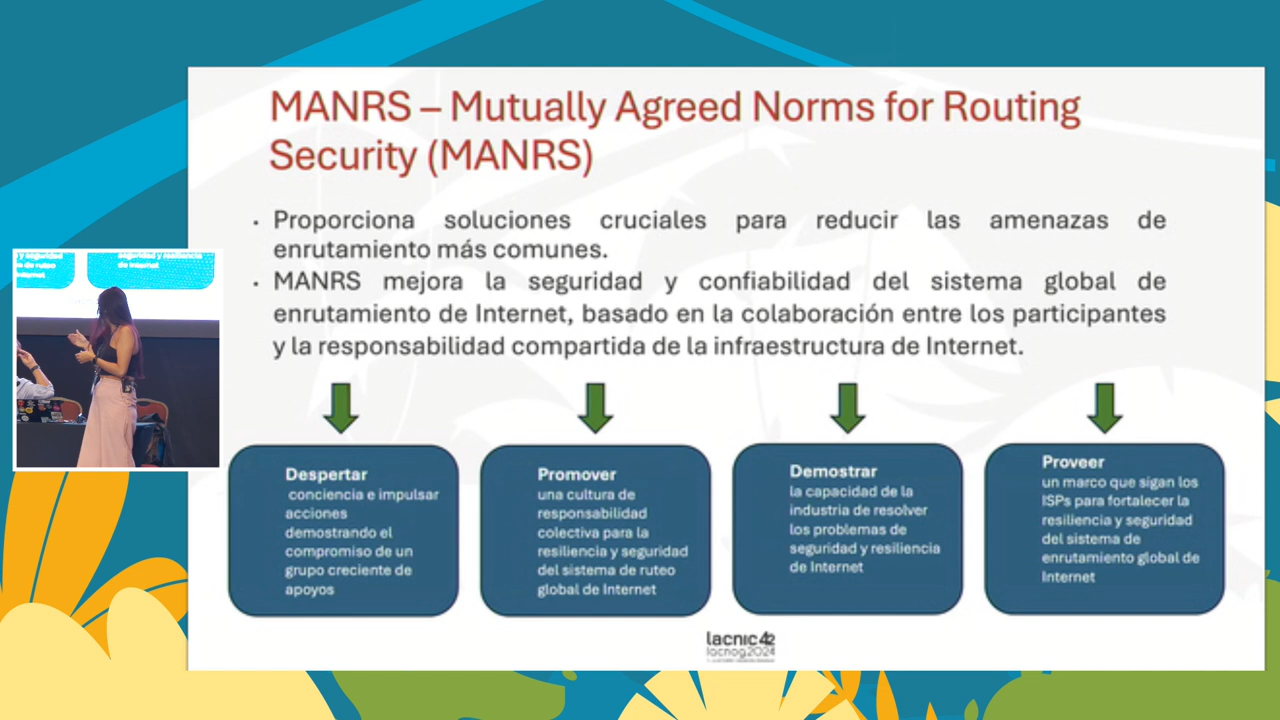 MANRS – Mutually Agreed Norms for Routing
Security (MANRS)
· Proporciona soluciones cruciales para reducir las amenazas de
enrutamiento más comunes.
· MANRS mejora la seguridad y confiabilidad del sistema global de
enrutamiento de Internet, basado en la colaboración entre los participantes
y la responsabilidad compartida de la infraestructura de Internet.
Despertar
conciencia e impulsar
acciones
demostrando el
compromiso de un
grupo creciente de
apoyos
Promover
una cultura de
responsabilidad
colectiva para la
resiliencia y seguridad
del sistema de ruteo
global de Internet
Demostrar
la capacidad de la
industria de resolver
los problemas de
seguridad y resiliencia
de Internet
Proveer
un marco que sigan los
ISPs para fortalecer la
resiliencia y seguridad
del sistema de
enrutamiento global de
Internet
lacnic42
lacnog2024
de ruteo
de Internet